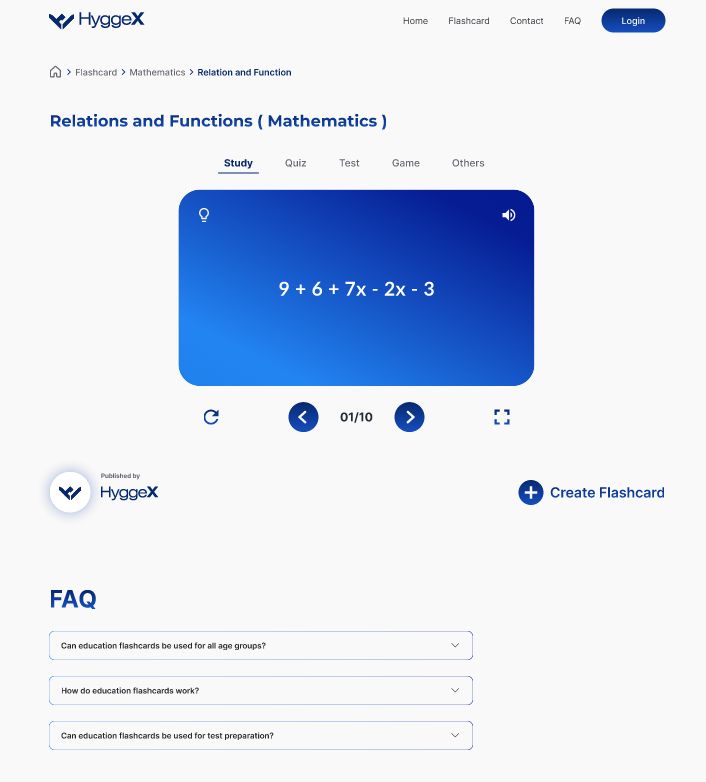 HyggeX
Home Flashcard Contact FAQ Login
Flashcard Mathematics Relation and Function
Relations and Functions ( Mathematics )
Study Quiz Test Game Others
9 + 6 + 7x - 2x - 3
01/10
Published by
HyggeX
Create Flashcard
FAQ
Can education flashcards be used for all age groups?
How do education flashcards work?
Can education flashcards be used for test preparation?